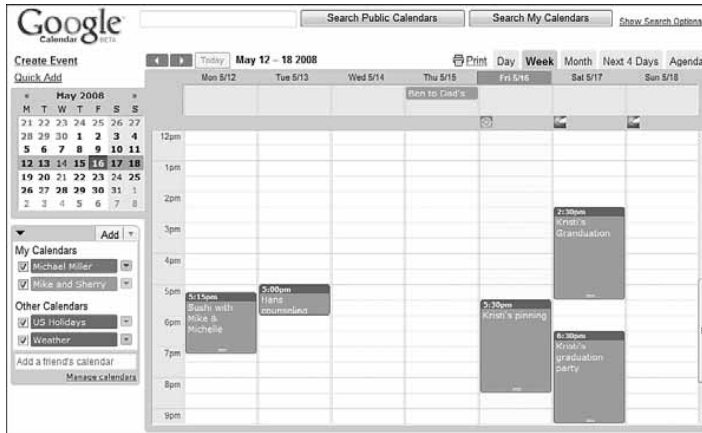 Google
Calendar BETA
Search Public Calendars
Search My Calendars
Show Search Options
Create Event
Quick Add
Today
May 12 – 18 2008
Print
Day
Week
Month
Next 4 Days
Agenda
Mon 5/12
Tue 5/13
Wed 5/14
Thu 5/15
Fri 5/16
Sat 5/17
Sun 5/18
Ben to Dad's
« May 2008 »
M T W T F S S
21 22 23 24 25 26 27
28 29 30 1 2 3 4
5 6 7 8 9 10 11
12 13 14 15 16 17 18
19 20 21 22 23 24 25
26 27 28 29 30 31 1
2 3 4 5 6 7 8
Add
My Calendars
Michael Miller
Mike and Sherry
Other Calendars
US Holidays
Weather
Add a friend's calendar
Manage calendars
12pm
1pm
2pm
3pm
4pm
5pm
6pm
7pm
8pm
9pm
5:15pm
Sushi with
Mike &
Michelle
5:00pm
Hans
counseling
5:30pm
Kristi's pinning
2:30pm
Kristi's
Granduation
6:30pm
Kristi's
graduation
party